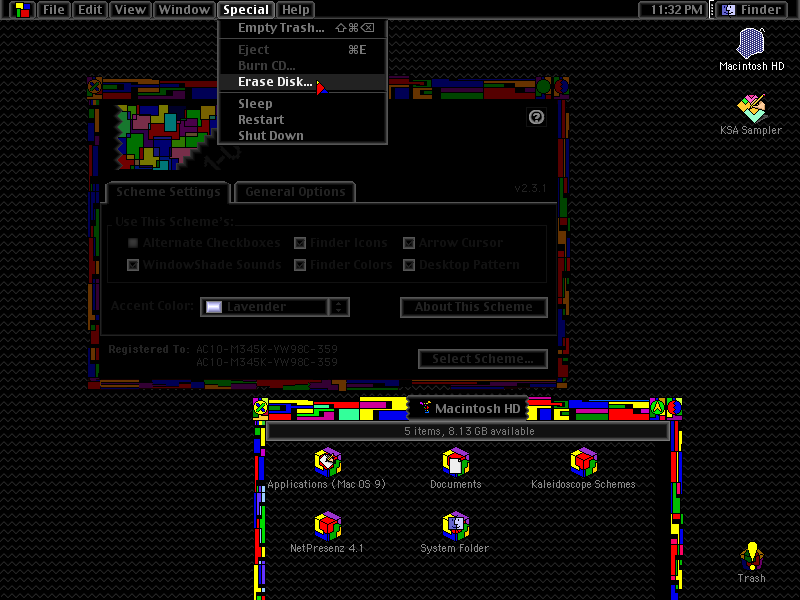 File Edit View Window Special Help 11:32 PM Finder
Empty Trash... ⇧⌘⌫
Eject ⌘E
Burn CD...
Erase Disk...
Sleep
Restart
Shut Down
Macintosh HD
KSA Sampler
Scheme Settings General Options v2.3.1
Use This Scheme's:
Alternate Checkboxes Finder Icons Arrow Cursor
WindowShade Sounds Finder Colors Desktop Pattern
Accent Color: Lavender About This Scheme
Registered To: AC10-M345K-YW98C-359
AC10-M345K-YW98C-359
Select Scheme...
Macintosh HD
5 items, 8.13 GB available
Applications (Mac OS 9) Documents Kaleidoscope Schemes
NetPresenz 4.1 System Folder
Trash